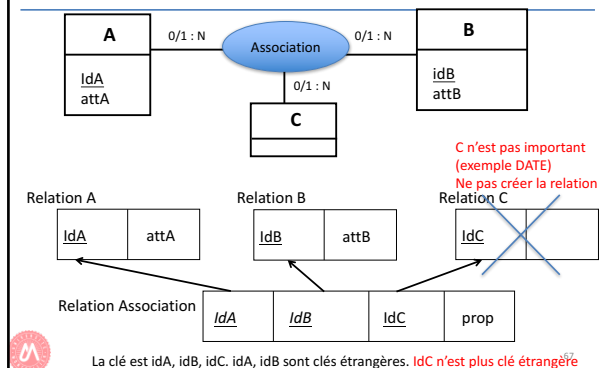 A
0/1 : N
Association
0/1 : N
B
IdA
attA
0/1 : N
idB
attB
C
C n'est pas important
(exemple DATE)
Ne pas créer la relation
Relation A
Relation B
Relation C
IdA
attA
IdB
attB
IdC
Relation Association
IdA
IdB
IdC
prop
La clé est idA, idB, idC. idA, idB sont clés étrangères. IdC n'est plus clé étrangère
67